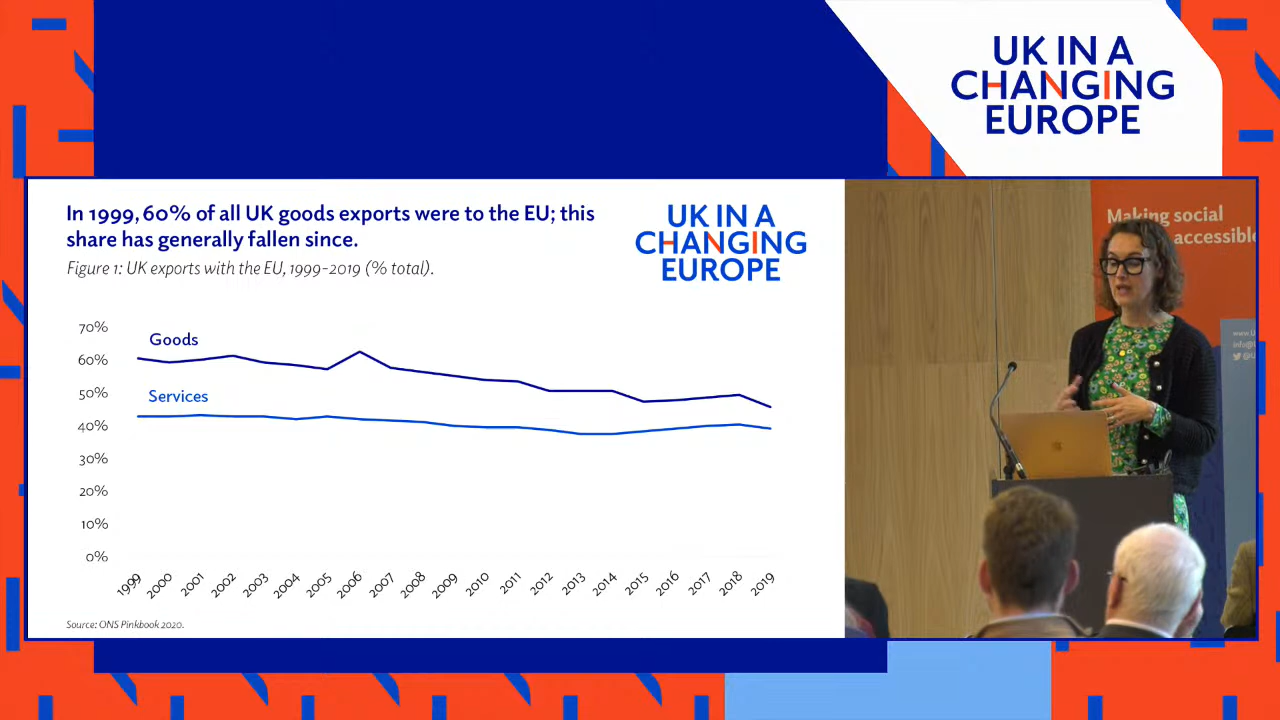 UK IN A
CHANGING
EUROPE
In 1999, 60% of all UK goods exports were to the EU; this
share has generally fallen since.
Figure 1: UK exports with the EU, 1999-2019 (% total).
UK IN A
CHANGING
EUROPE
70%
60%
50%
40%
30%
20%
10%
0%
Goods
Services
1999
2000
2001
2002
2003
2004
2005
2006
2007
2008
2009
2010
2011
2012
2013
2014
2015
2016
2017
2018
2019
Source: ONS Pinkbook 2020.
Making social
accessible